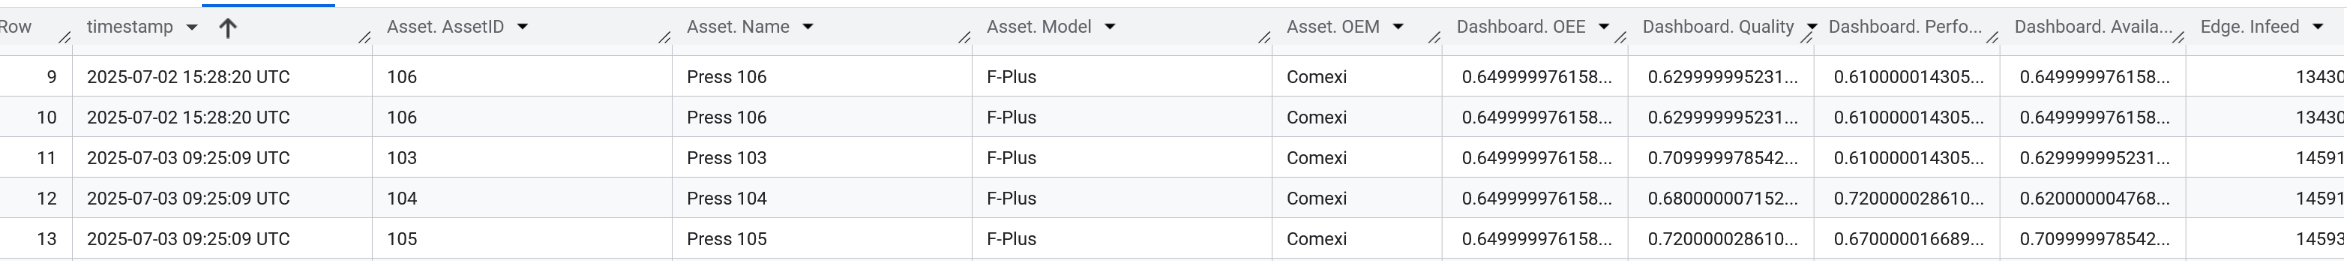 Row timestamp Asset. AssetID Asset. Name Asset. Model Asset. OEM Dashboard. OEE Dashboard. Quality Dashboard. Perfo... Dashboard. Availa... Edge. Infeed
9 2025-07-02 15:28:20 UTC 106 Press 106 F-Plus Comexi 0.649999976158... 0.629999995231... 0.610000014305... 0.649999976158... 13430
10 2025-07-02 15:28:20 UTC 106 Press 106 F-Plus Comexi 0.649999976158... 0.629999995231... 0.610000014305... 0.649999976158... 13430
11 2025-07-03 09:25:09 UTC 103 Press 103 F-Plus Comexi 0.649999976158... 0.709999978542... 0.610000014305... 0.629999995231... 14591
12 2025-07-03 09:25:09 UTC 104 Press 104 F-Plus Comexi 0.649999976158... 0.680000007152... 0.720000028610... 0.620000004768... 14591
13 2025-07-03 09:25:09 UTC 105 Press 105 F-Plus Comexi 0.649999976158... 0.720000028610... 0.670000016689... 0.709999978542... 14593